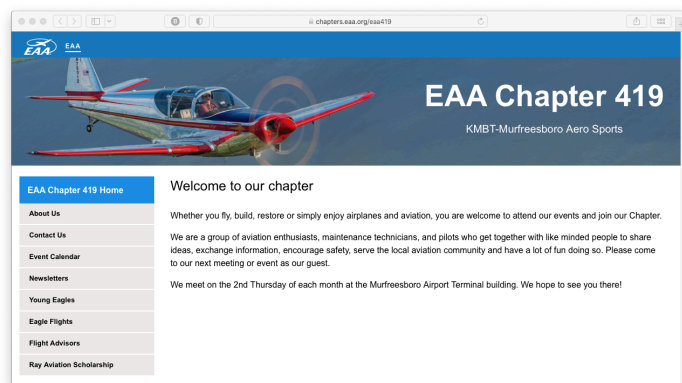 chapters.eaa.org/eaa419
EAA
EAA
EAA Chapter 419
KMBT-Murfreesboro Aero Sports
EAA Chapter 419 Home
About Us
Contact Us
Event Calendar
Newsletters
Young Eagles
Eagle Flights
Flight Advisors
Ray Aviation Scholarship
Welcome to our chapter
Whether you fly, build, restore or simply enjoy airplanes and aviation, you are welcome to attend our events and join our Chapter.
We are a group of aviation enthusiasts, maintenance technicians, and pilots who get together with like minded people to share
ideas, exchange information, encourage safety, serve the local aviation community and have a lot of fun doing so. Please come
to our next meeting or event as our guest.
We meet on the 2nd Thursday of each month at the Murfreesboro Airport Terminal building. We hope to see you there!